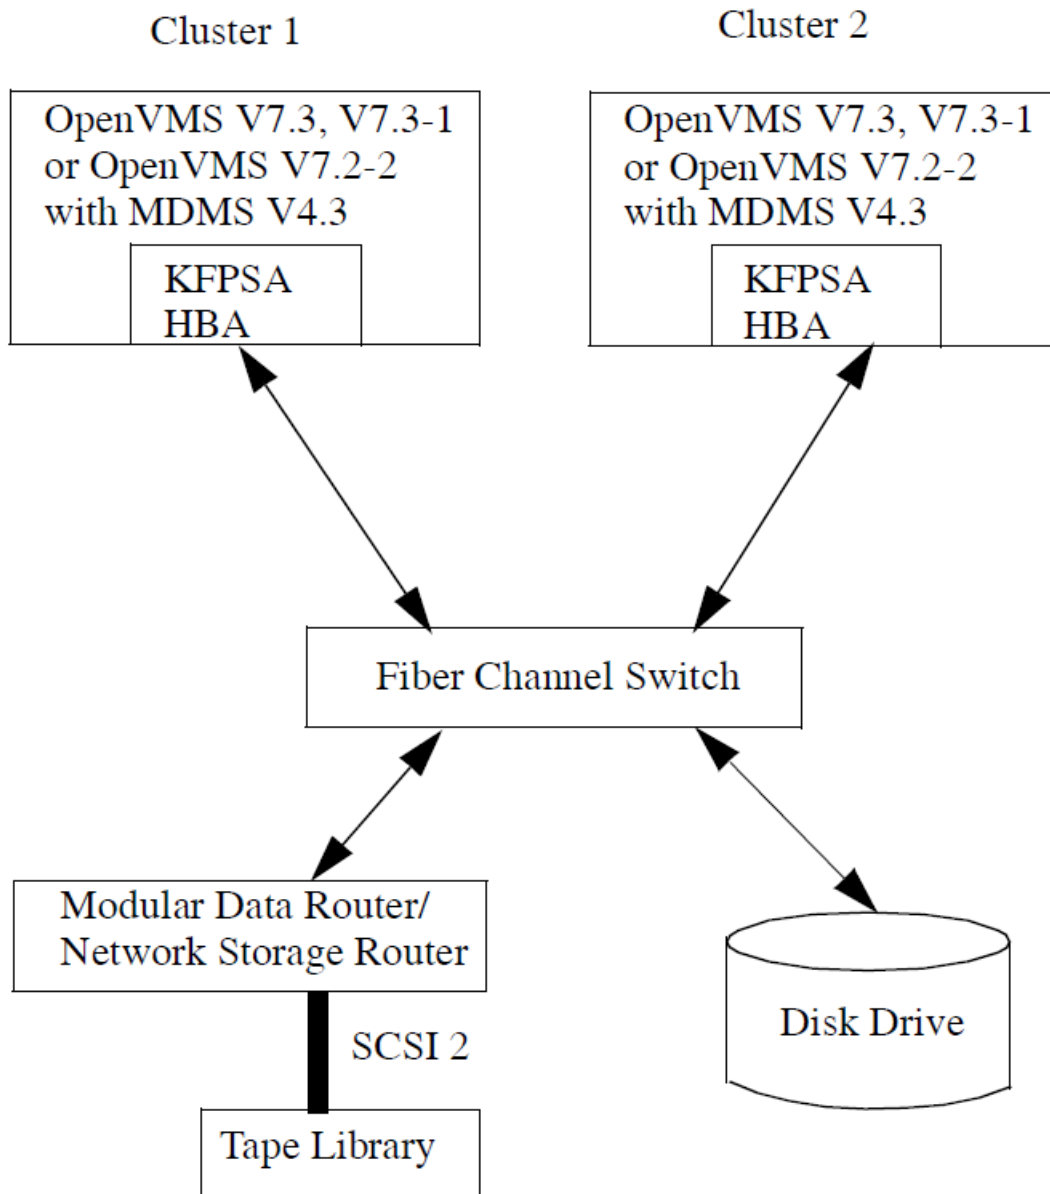 Cluster 1
Cluster 2
OpenVMS V7.3, V7.3-1
or OpenVMS V7.2-2
with MDMS V4.3
KFPSA
HBA
OpenVMS V7.3, V7.3-1
or OpenVMS V7.2-2
with MDMS V4.3
KFPSA
HBA
Fiber Channel Switch
Modular Data Router/
Network Storage Router
SCSI 2
Tape Library
Disk Drive